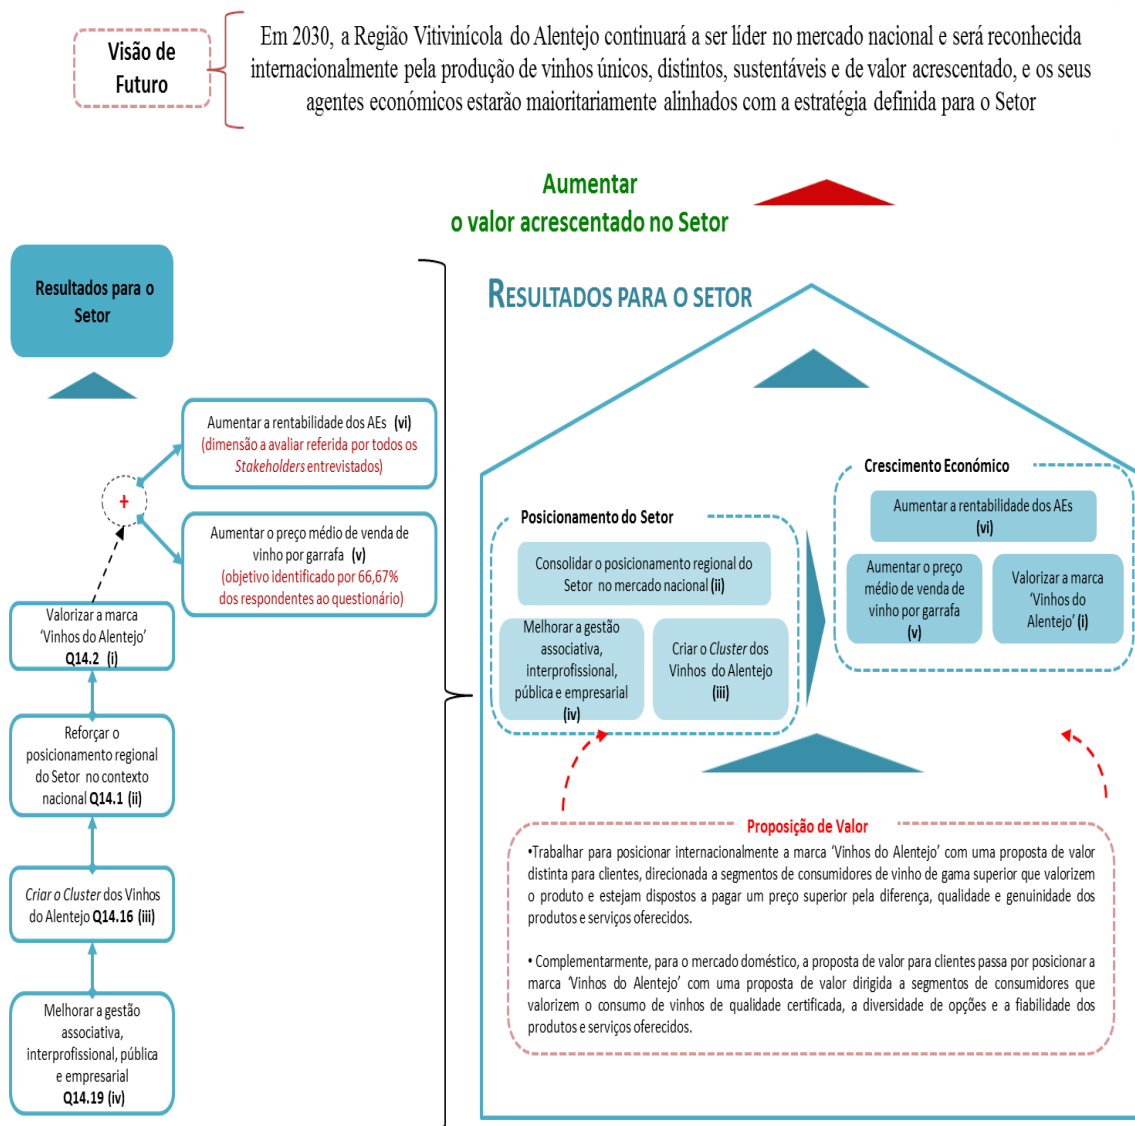 Visão de
Futuro
Em 2030, a Região Vitivinícola do Alentejo continuará a ser líder no mercado nacional e será reconhecida
internacionalmente pela produção de vinhos únicos, distintos, sustentáveis e de valor acrescentado, e os seus
agentes económicos estarão maioritariamente alinhados com a estratégia definida para o Setor
Aumentar
o valor acrescentado no Setor
Resultados para o
Setor
Aumentar a rentabilidade dos AEs (vi)
(dimensão a avaliar referida por todos os
Stakeholders entrevistados)
+
Aumentar o preço médio de venda de
vinho por garrafa (v)
(objetivo identificado por 66,67%
dos respondentes ao questionário)
Valorizar a marca
‘Vinhos do Alentejo’
Q14.2 (i)
Reforçar o
posicionamento regional
do Setor no contexto
nacional Q14.1 (ii)
Criar o Cluster dos Vinhos
do Alentejo Q14.16 (iii)
Melhorar a gestão
associativa,
interprofissional, pública
e empresarial
Q14.19 (iv)
RESULTADOS PARA O SETOR
Posicionamento do Setor
Consolidar o posicionamento regional do
Setor no mercado nacional (ii)
Melhorar a gestão
associativa,
interprofissional,
pública e empresarial
(iv)
Criar o Cluster dos
Vinhos do Alentejo
(iii)
Crescimento Económico
Aumentar a rentabilidade dos AEs
(vi)
Aumentar o preço
médio de venda de
vinho por garrafa
(v)
Valorizar a marca
‘Vinhos do
Alentejo’ (i)
Proposição de Valor
•Trabalhar para posicionar internacionalmente a marca ‘Vinhos do Alentejo’ com uma proposta de valor
distinta para clientes, direcionada a segmentos de consumidores de vinho de gama superior que valorizem
o produto e estejam dispostos a pagar um preço superior pela diferença, qualidade e genuinidade dos
produtos e serviços oferecidos.
• Complementarmente, para o mercado doméstico, a proposta de valor para clientes passa por posicionar a
marca ‘Vinhos do Alentejo’ com uma proposta de valor dirigida a segmentos de consumidores que
valorizem o consumo de vinhos de qualidade certificada, a diversidade de opções e a fiabilidade dos
produtos e serviços oferecidos.